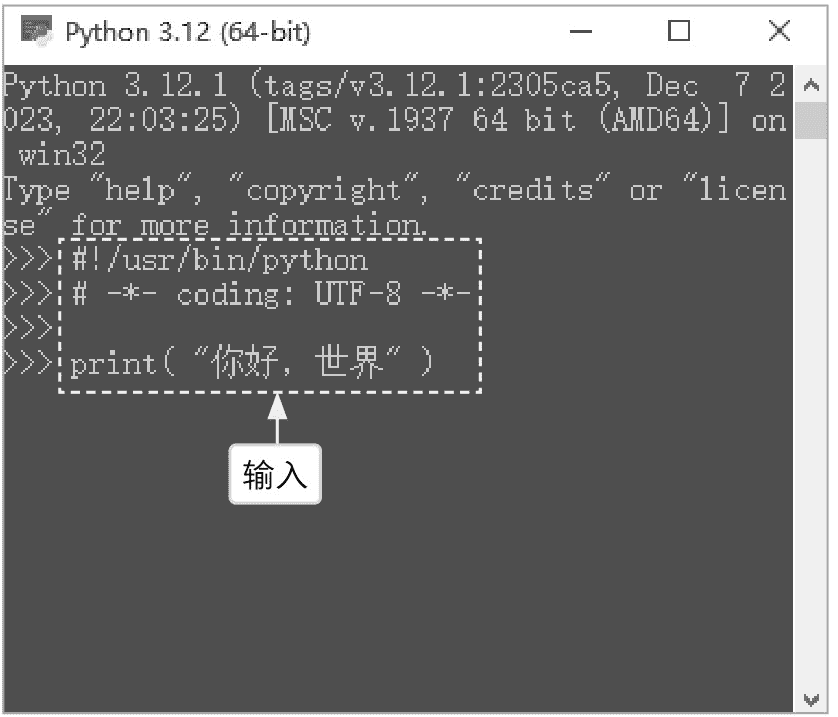 Python 3.12 (64-bit)
Python 3.12.1 (tags/v3.12.1:2305ca5, Dec  7 2
023, 22:03:25) [MSC v.1937 64 bit (AMD64)] on
 win32
Type "help", "copyright", "credits" or "licen
se" for more information.
>>> #!/usr/bin/python
>>> # -*- coding: UTF-8 -*-
>>>
>>> print( "你好，世界" )
输入